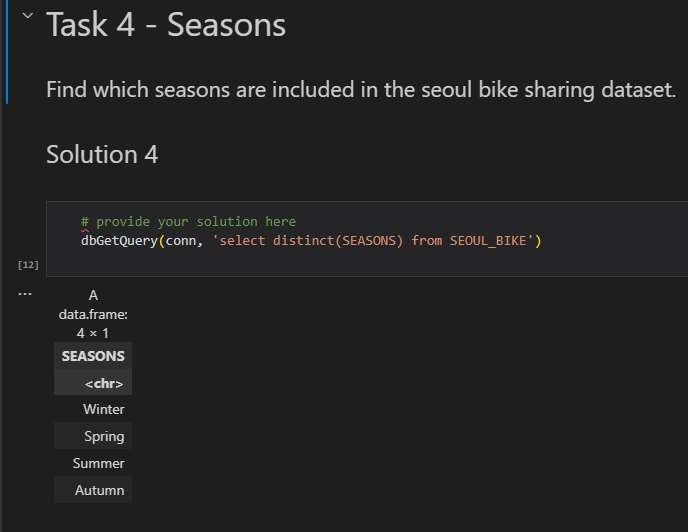 Task 4 - Seasons
Find which seasons are included in the seoul bike sharing dataset.
Solution 4
# provide your solution here
dbGetQuery(conn, 'select distinct(SEASONS) from SEOUL_BIKE')
[12]
...
A
data.frame:
4 × 1
SEASONS
<chr>
Winter
Spring
Summer
Autumn